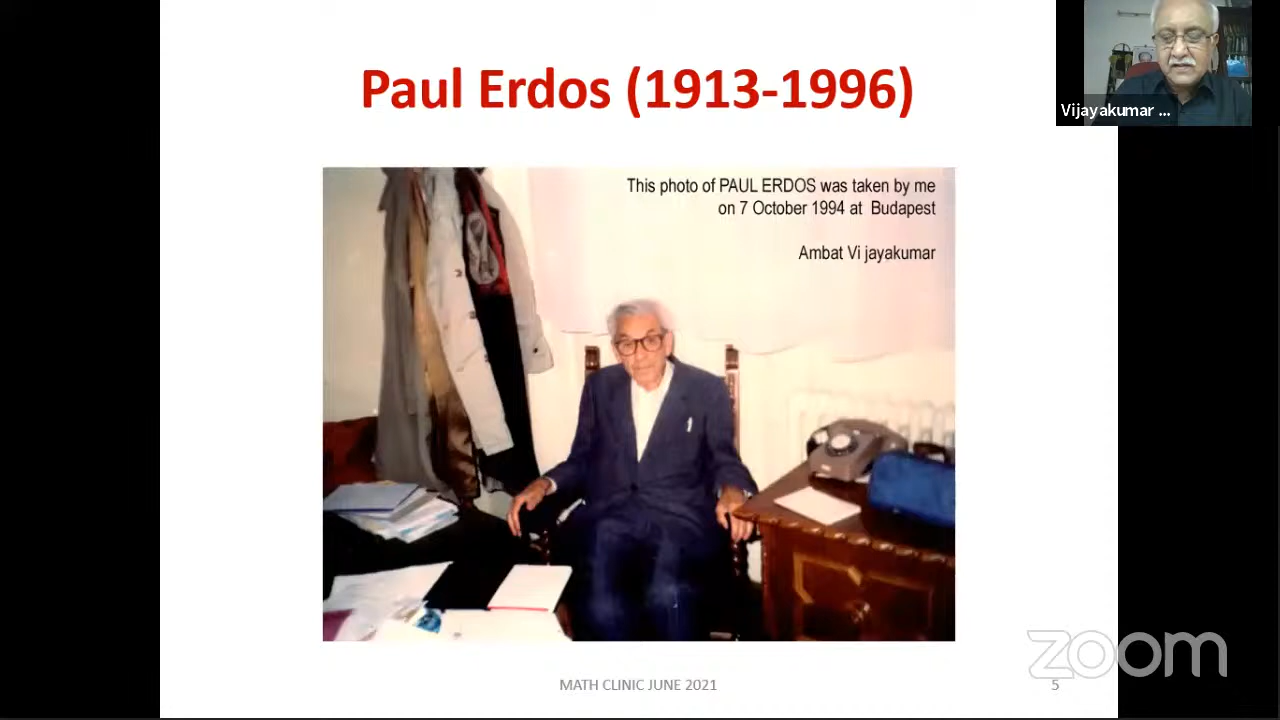 Paul Erdos (1913-1996)
Vijayakumar ...
This photo of PAUL ERDOS was taken by me
on 7 October 1994 at Budapest
Ambat Vi jayakumar
zoom
MATH CLINIC JUNE 2021
5